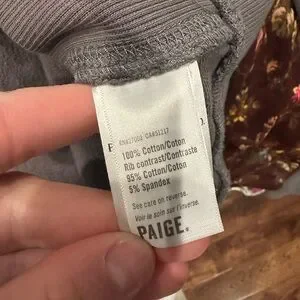 100% Cotton/Coton
Rib contrast/Contraste
95% Cotton/Coton
5% Spandex
See care on reverse.
Voir le soin sur l'inverse.
PAIGE.